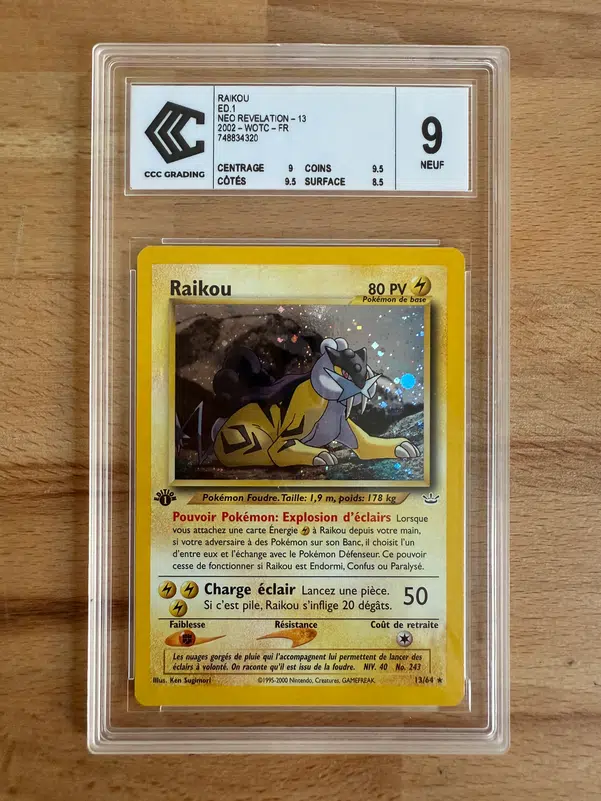 RAIKOU
ED.1
NEO REVELATION - 13
2002 - WOTC - FR
748834320
CCC GRADING
CENTRAGE 9 COINS 9.5
CÔTÉS 9.5 SURFACE 8.5
9
NEUF
Raikou
80 PV
Pokémon de base
EDITION 1
Pokémon Foudre. Taille: 1,9 m, poids: 178 kg
Pouvoir Pokémon: Explosion d'éclairs Lorsque
vous attachez une carte Énergie à Raikou depuis votre main,
si votre adversaire a des Pokémon sur son Banc, il choisit l'un
d'entre eux et l'échange avec le Pokémon Défenseur. Ce pouvoir
cesse de fonctionner si Raikou est Endormi, Confus ou Paralysé.
Charge éclair Lancez une pièce.
Si c'est pile, Raikou s'inflige 20 dégâts.
50
Faiblesse Résistance Coût de retraite
Les nuages gorgés de pluie qui l'accompagne lui permettent de lancer des
éclairs à volonté. On raconte qu'il est issu de la foudre. NIV. 40 No. 243
Illus. Ken Sugimori ©1995-2000 Nintendo, Creatures, GAMEFREAK. 13/64 ★